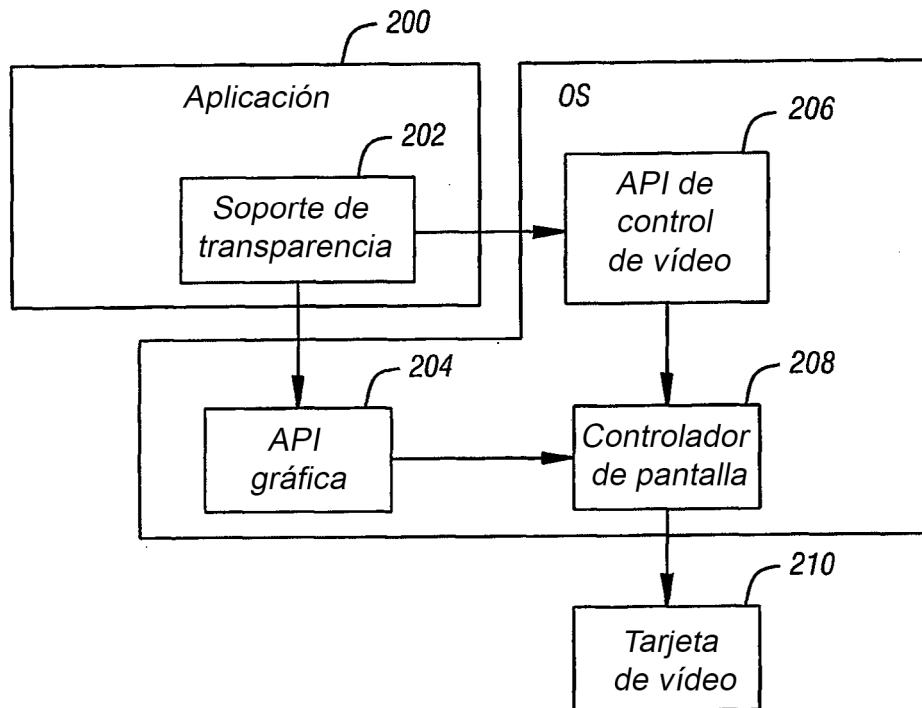 200
Aplicación
OS
202
206
Soporte de
transparencia
API de
control
de vídeo
204
208
API
gráfica
Controlador
de pantalla
210
Tarjeta
de vídeo